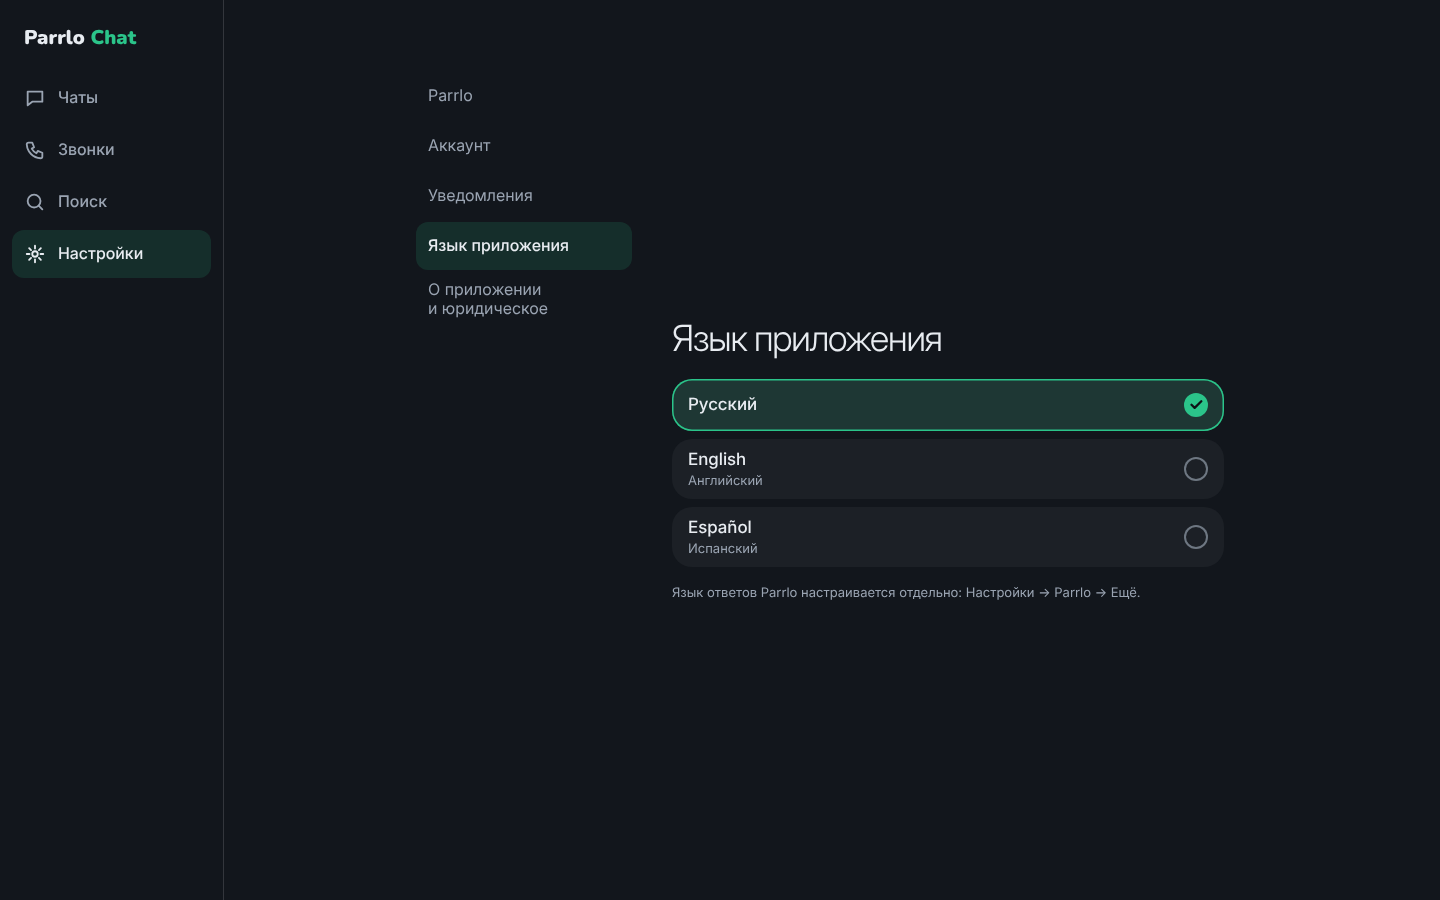 Parrlo Chat
Чаты
Звонки
Поиск
Настройки
Parrlo
Аккаунт
Уведомления
Язык приложения
О приложении
и юридическое
Язык приложения
Русский
English
Английский
Español
Испанский
Язык ответов Parrlo настраивается отдельно: Настройки → Parrlo → Ещё.